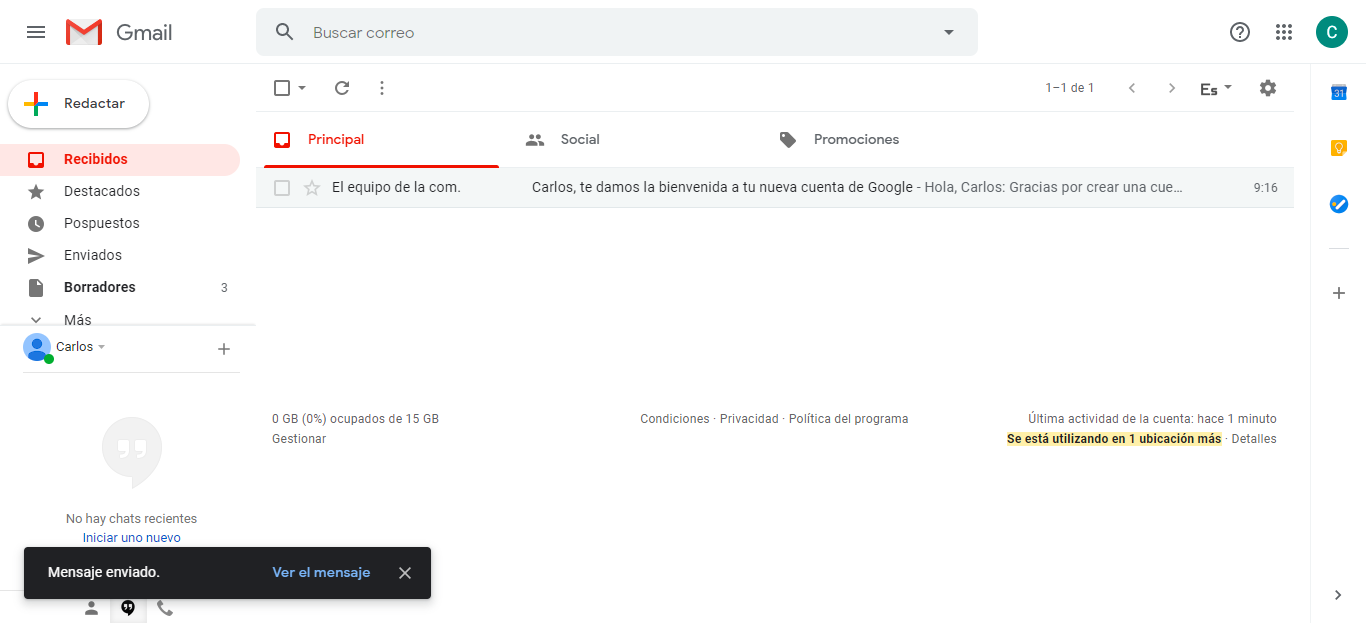 Gmail
Buscar correo
C
Redactar
1–1 de 1
Es
31
Principal
Social
Promociones
Recibidos
El equipo de la com. Carlos, te damos la bienvenida a tu nueva cuenta de Google - Hola, Carlos: Gracias por crear una cue… 9:16
Destacados
Pospuestos
Enviados
Borradores 3
Más
Carlos
0 GB (0%) ocupados de 15 GB
Gestionar
Condiciones · Privacidad · Política del programa
Última actividad de la cuenta: hace 1 minuto
Se está utilizando en 1 ubicación más · Detalles
No hay chats recientes
Iniciar uno nuevo
Mensaje enviado. Ver el mensaje